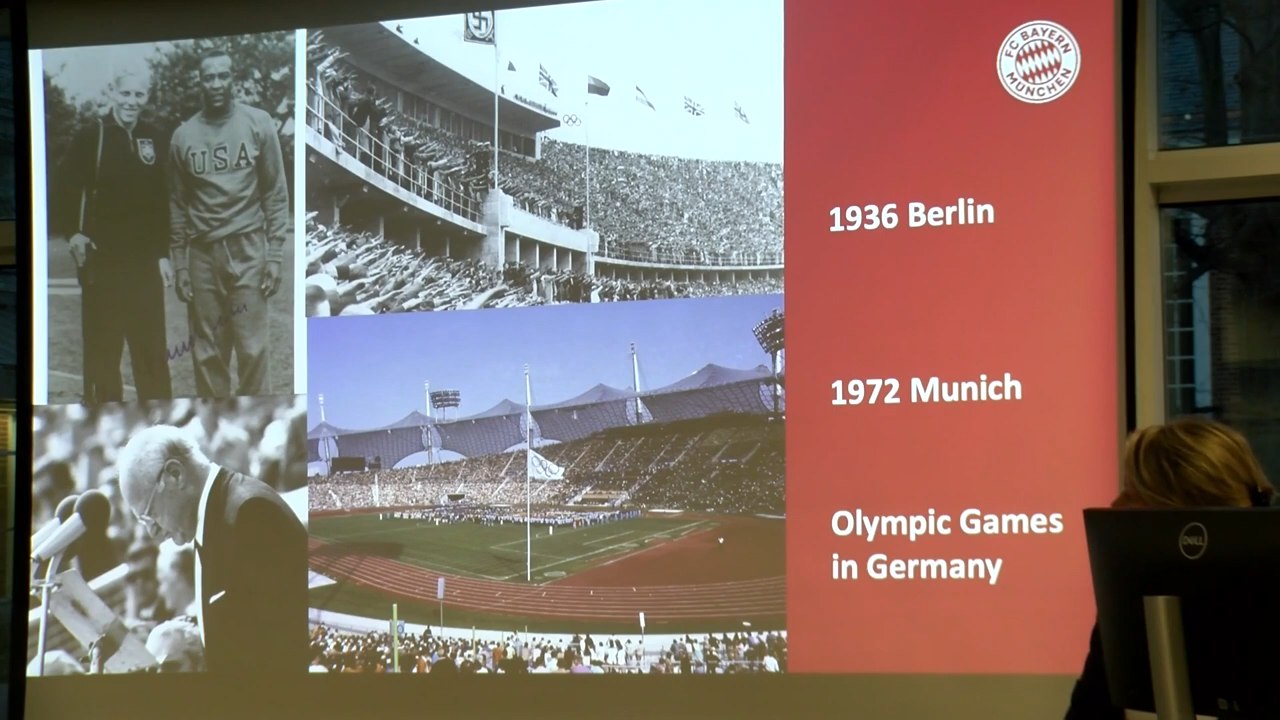 USA
FC BAYERN
MÜNCHEN
1936 Berlin
1972 Munich
Olympic Games
in Germany
DELL